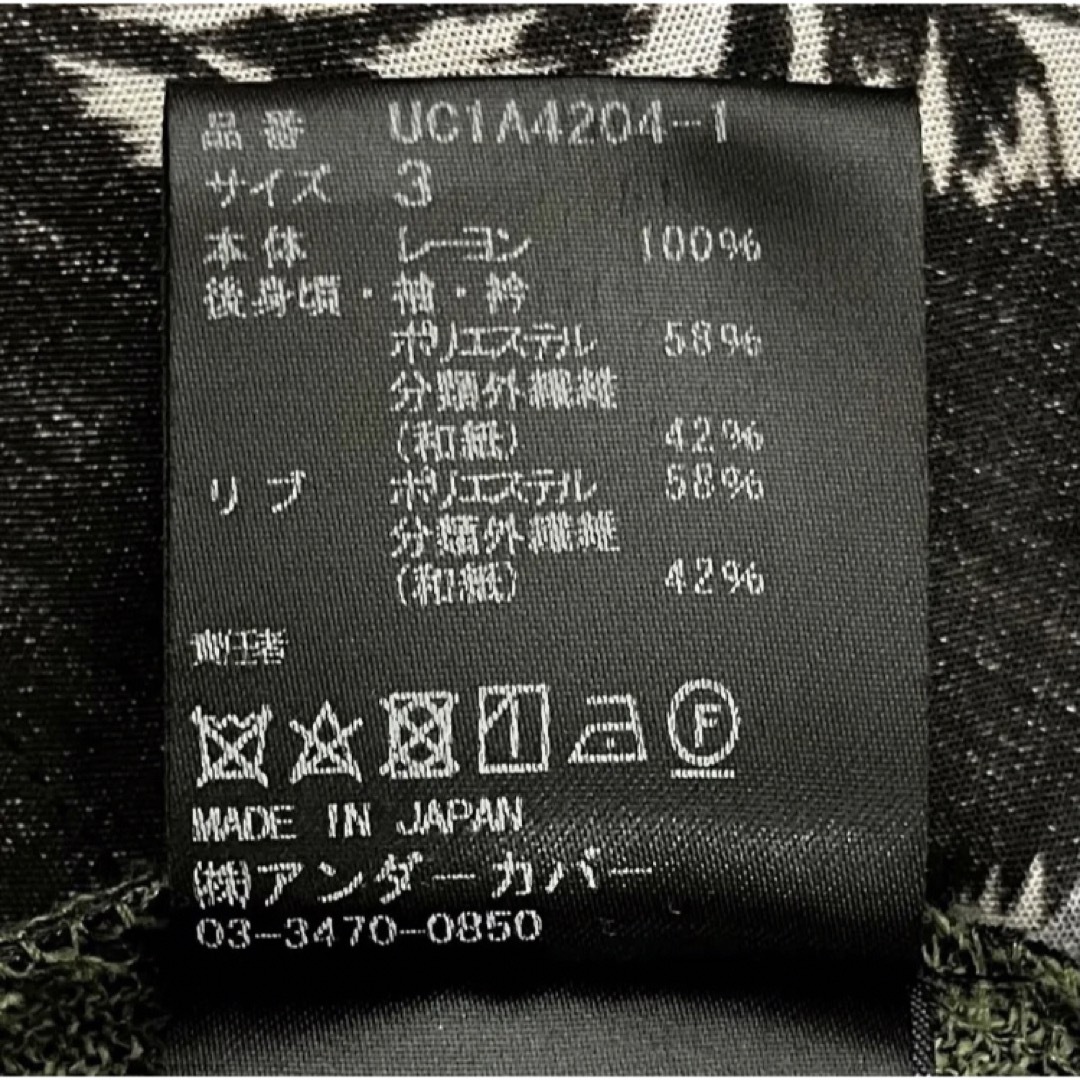 品番 UC1A4204-1
サイズ 3
本体 レーヨン 100%
後身頃・袖・衿
ポリエステル 58%
分類外繊維
(和紙) 42%
リブ ポリエステル 58%
分類外繊維
(和紙) 42%
責任者
1 F
MADE IN JAPAN
(株)アンダーカバー
03-3470-0850